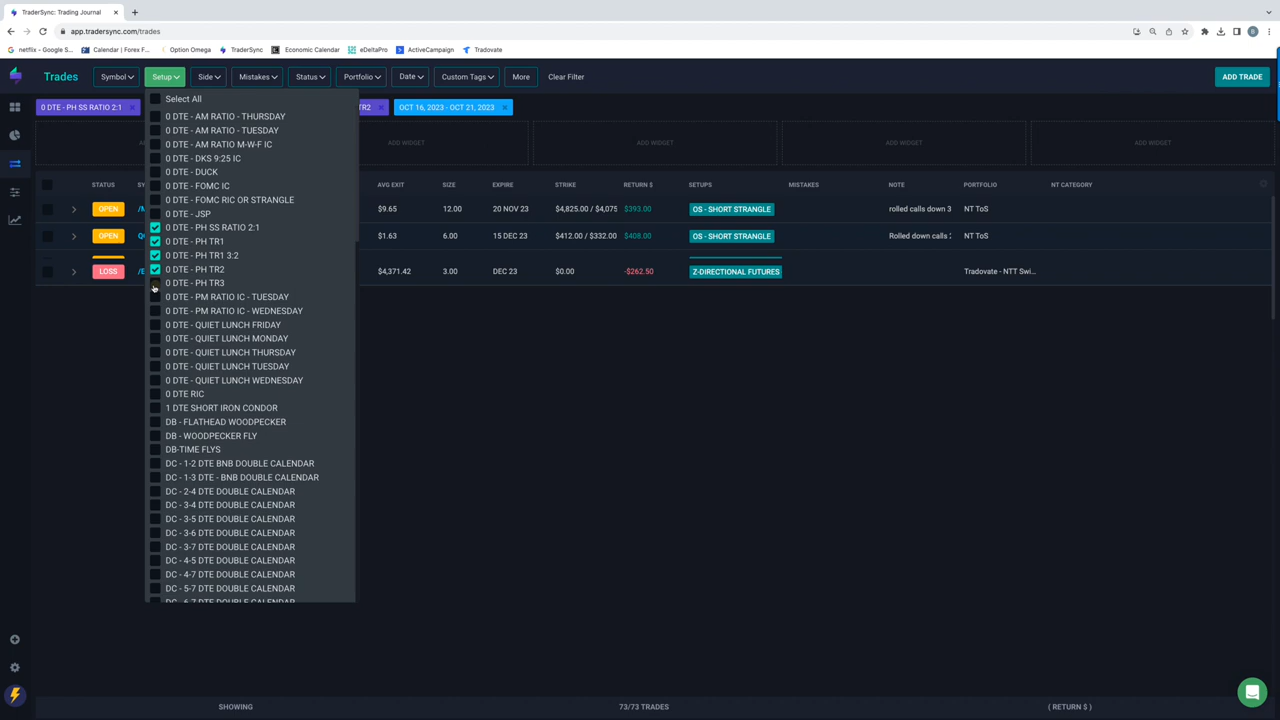 TraderSync: Trading Journal
app.tradersync.com/trades
netflix - Google S...
Calendar | Forex F...
Option Omega
TraderSync
Economic Calendar
eDeltaPro
ActiveCampaign
Tradovate
Trades
Symbol
Setup
Side
Mistakes
Status
Portfolio
Date
Custom Tags
More
Clear Filter
ADD TRADE
0 DTE - PH SS RATIO 2:1
TR2
OCT 16, 2023 - OCT 21, 2023
ADD WIDGET
ADD WIDGET
ADD WIDGET
ADD WIDGET
STATUS
AVG EXIT
SIZE
EXPIRE
STRIKE
RETURN $
SETUPS
MISTAKES
NOTE
PORTFOLIO
NT CATEGORY
OPEN
$9.65
12.00
20 NOV 23
$4,825.00 / $4,075
$393.00
OS - SHORT STRANGLE
rolled calls down 3
NT ToS
OPEN
$1.63
6.00
15 DEC 23
$412.00 / $332.00
$408.00
OS - SHORT STRANGLE
Rolled down calls
NT ToS
LOSS
$4,371.42
3.00
DEC 23
$0.00
-$262.50
Z-DIRECTIONAL FUTURES
Tradovate - NTT Swi...
Select All
0 DTE - AM RATIO - THURSDAY
0 DTE - AM RATIO - TUESDAY
0 DTE - AM RATIO M-W-F IC
0 DTE - DKS 9:25 IC
0 DTE - DUCK
0 DTE - FOMC IC
0 DTE - FOMC RIC OR STRANGLE
0 DTE - JSP
0 DTE - PH SS RATIO 2:1
0 DTE - PH TR1
0 DTE - PH TR1 3:2
0 DTE - PH TR2
0 DTE - PH TR3
0 DTE - PM RATIO IC - TUESDAY
0 DTE - PM RATIO IC - WEDNESDAY
0 DTE - QUIET LUNCH FRIDAY
0 DTE - QUIET LUNCH MONDAY
0 DTE - QUIET LUNCH THURSDAY
0 DTE - QUIET LUNCH TUESDAY
0 DTE - QUIET LUNCH WEDNESDAY
0 DTE RIC
1 DTE SHORT IRON CONDOR
DB - FLATHEAD WOODPECKER
DB - WOODPECKER FLY
DB-TIME FLYS
DC - 1-2 DTE BNB DOUBLE CALENDAR
DC - 1-3 DTE - BNB DOUBLE CALENDAR
DC - 2-4 DTE DOUBLE CALENDAR
DC - 3-4 DTE DOUBLE CALENDAR
DC - 3-5 DTE DOUBLE CALENDAR
DC - 3-6 DTE DOUBLE CALENDAR
DC - 3-7 DTE DOUBLE CALENDAR
DC - 4-5 DTE DOUBLE CALENDAR
DC - 4-7 DTE DOUBLE CALENDAR
DC - 5-7 DTE DOUBLE CALENDAR
DC - 6-7 DTE DOUBLE CALENDAR
SHOWING
73/73 TRADES
( RETURN $ )